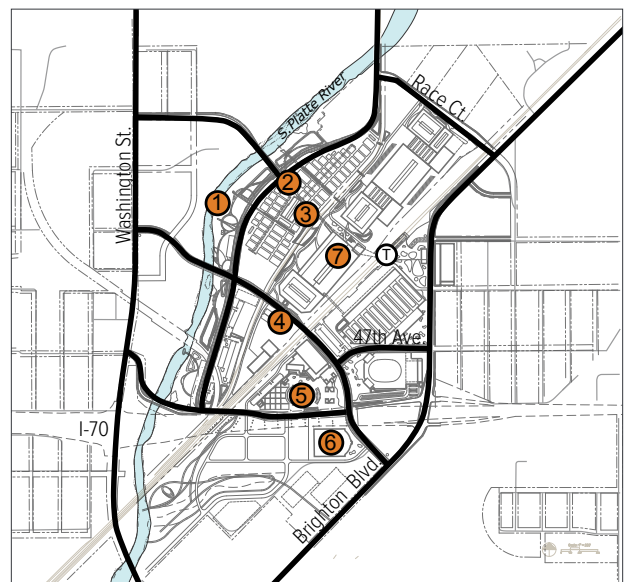 S. Platte River
Race Ct.
Washington St.
2
1
3
7
T
4
47th Ave.
5
I-70
6
Brighton Blvd.